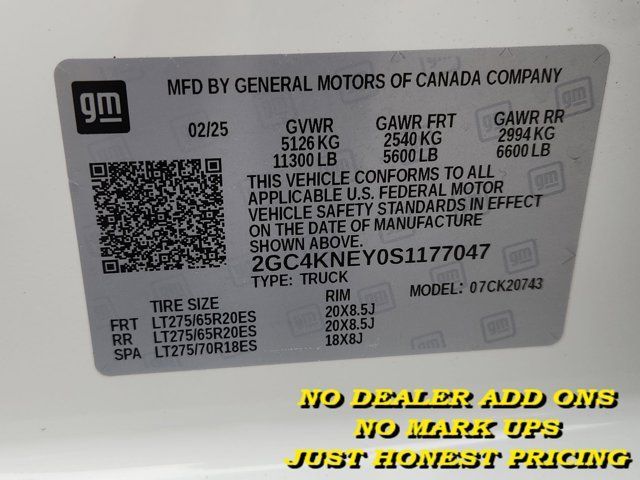 gm
MFD BY GENERAL MOTORS OF CANADA COMPANY
02/25 GVWR GAWR FRT GAWR RR
5126 KG 2540 KG 2994 KG
11300 LB 5600 LB 6600 LB
THIS VEHICLE CONFORMS TO ALL
APPLICABLE U.S. FEDERAL MOTOR
VEHICLE SAFETY STANDARDS IN EFFECT
ON THE DATE OF MANUFACTURE
SHOWN ABOVE.
2GC4KNEY0S1177047
TYPE: TRUCK MODEL: 07CK20743
TIRE SIZE RIM
FRT LT275/65R20ES 20X8.5J
RR LT275/65R20ES 20X8.5J
SPA LT275/70R18ES 18X8J
NO DEALER ADD ONS
NO MARK UPS
JUST HONEST PRICING